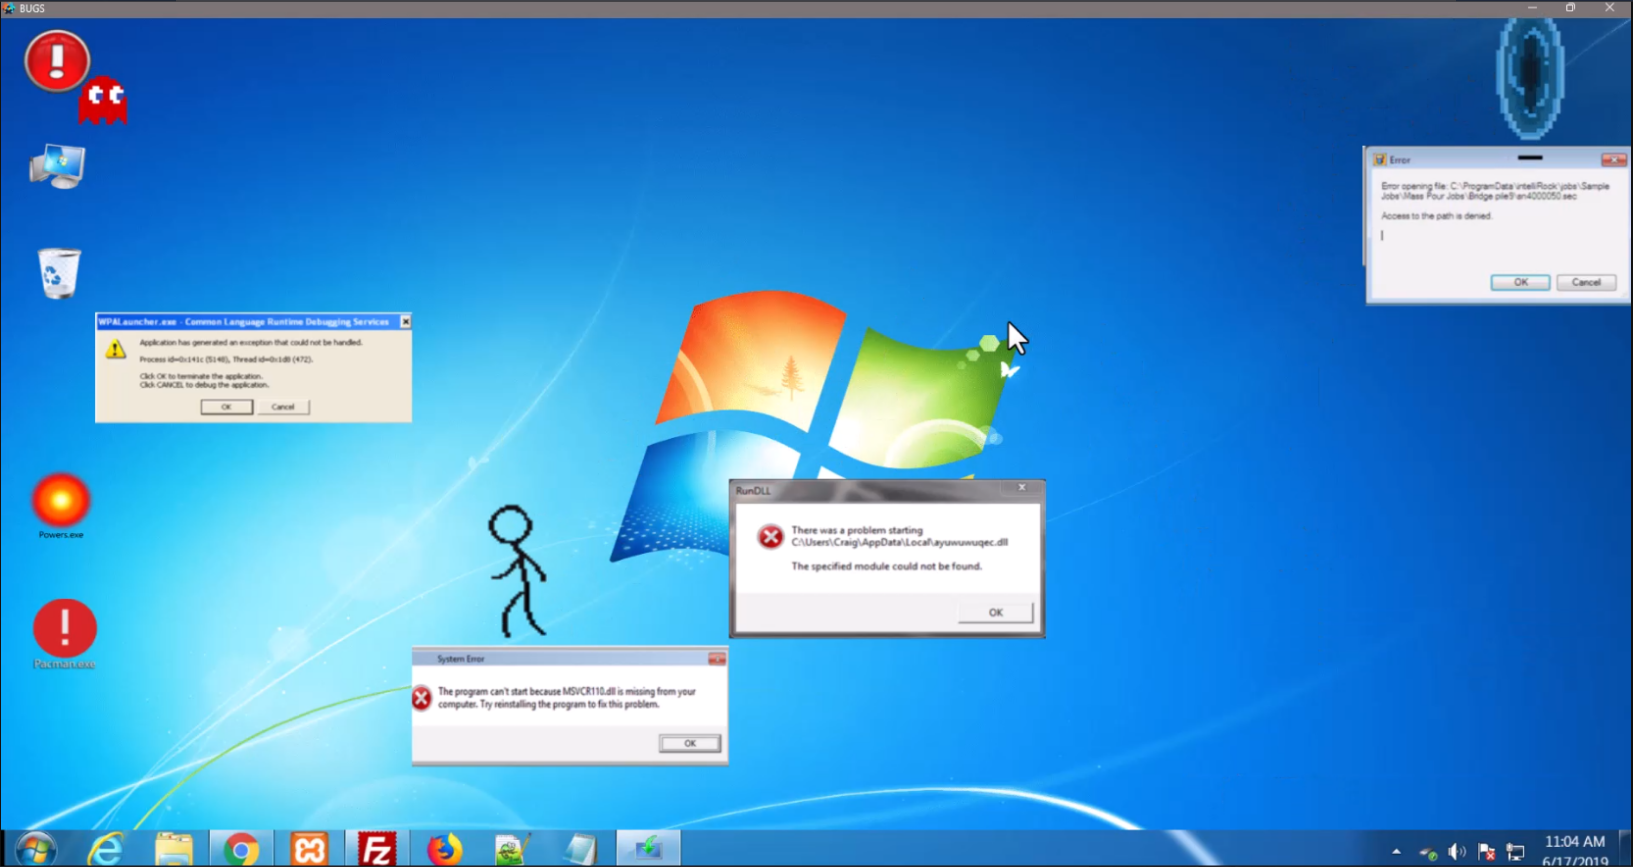 BUGS
Error
Error opening file: C:\ProgramData\intelliRock\jobs\Sample
Jobs\Mass Pour Jobs\Bridge pile9\en4000050.sec
Access to the path is denied.
OK
Cancel
WPALauncher.exe - Common Language Runtime Debugging Services
Application has generated an exception that could not be handled.
Process id=0x141c (5148), Thread id=0x1d8 (472).
Click OK to terminate the application.
Click CANCEL to debug the application.
OK
Cancel
RunDLL
There was a problem starting
C:\Users\Craig\AppData\Local\ayuwuwuqec.dll
The specified module could not be found.
OK
Powers.exe
Pacman.exe
System Error
The program can't start because MSVCR110.dll is missing from your
computer. Try reinstalling the program to fix this problem.
OK
Fz
11:04 AM
6/17/2019